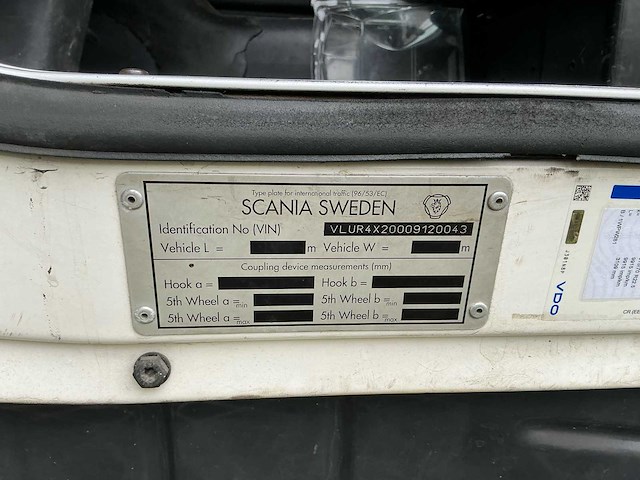 Type plate for international traffic (96/53/EC)
SCANIA SWEDEN
Identification No (VIN) VLUR4X20009120043
Vehicle L = m Vehicle W = m
Coupling device measurements (mm)
Hook a = Hook b =
5th Wheel a = min 5th Wheel b = min
5th Wheel a = max 5th Wheel b = max
VDO